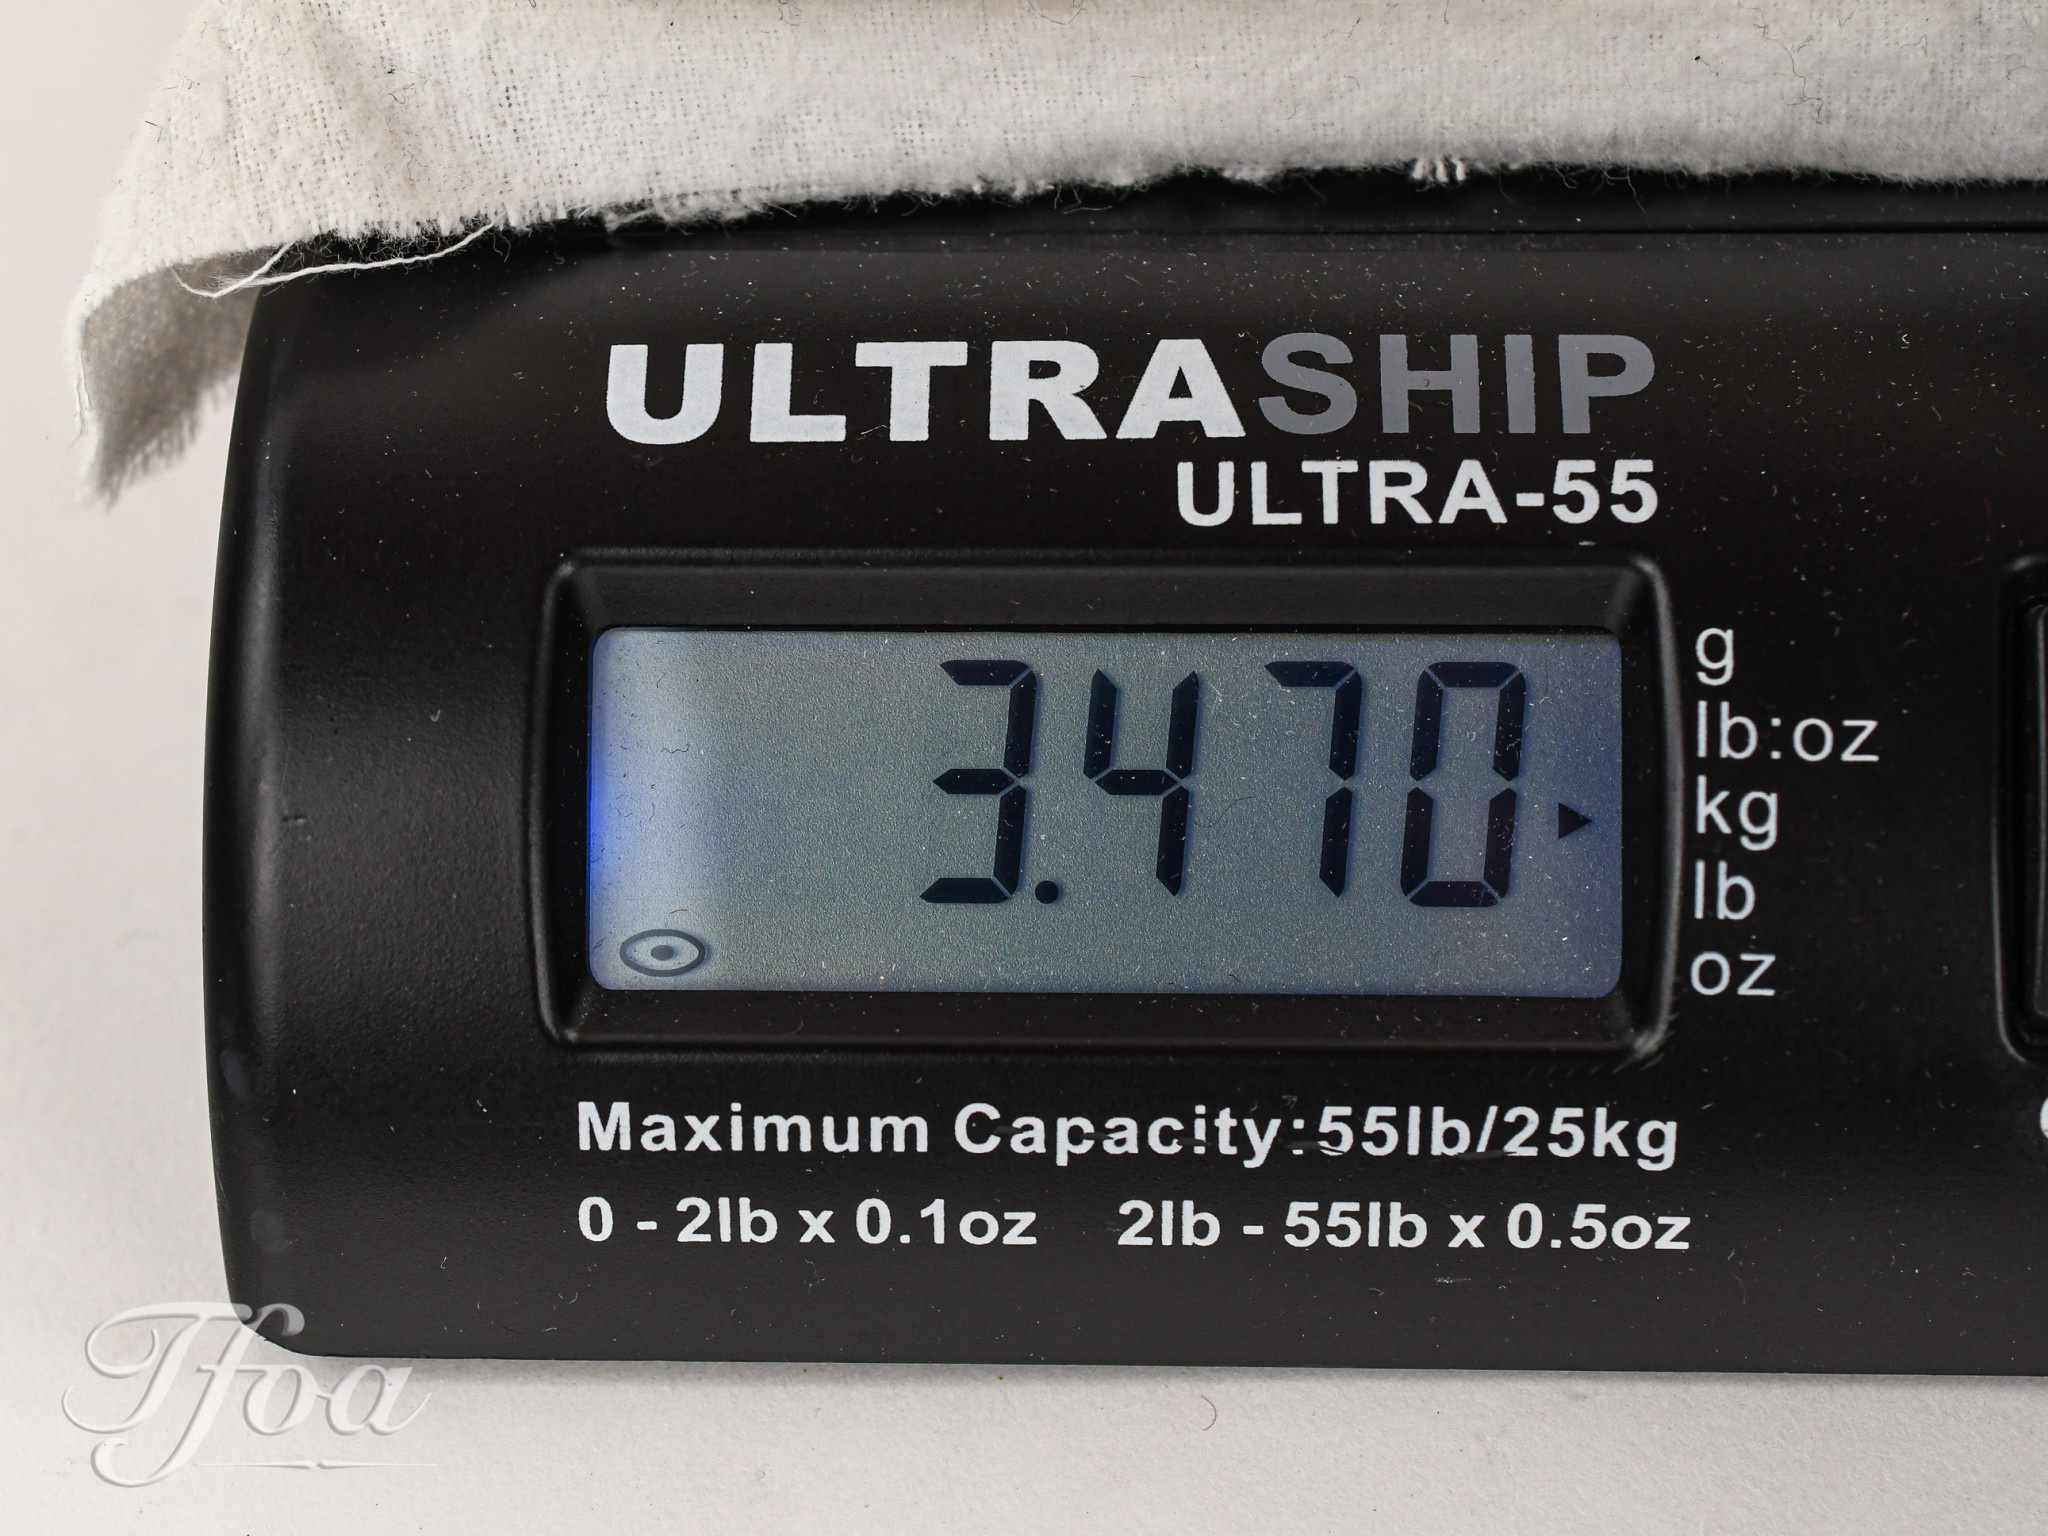 ULTRASHIP
ULTRA-55
3.470
g
lb:oz
kg
lb
oz
Maximum Capacity:55lb/25kg
0 - 2lb x 0.1oz 2lb - 55lb x 0.5oz
Tfoa